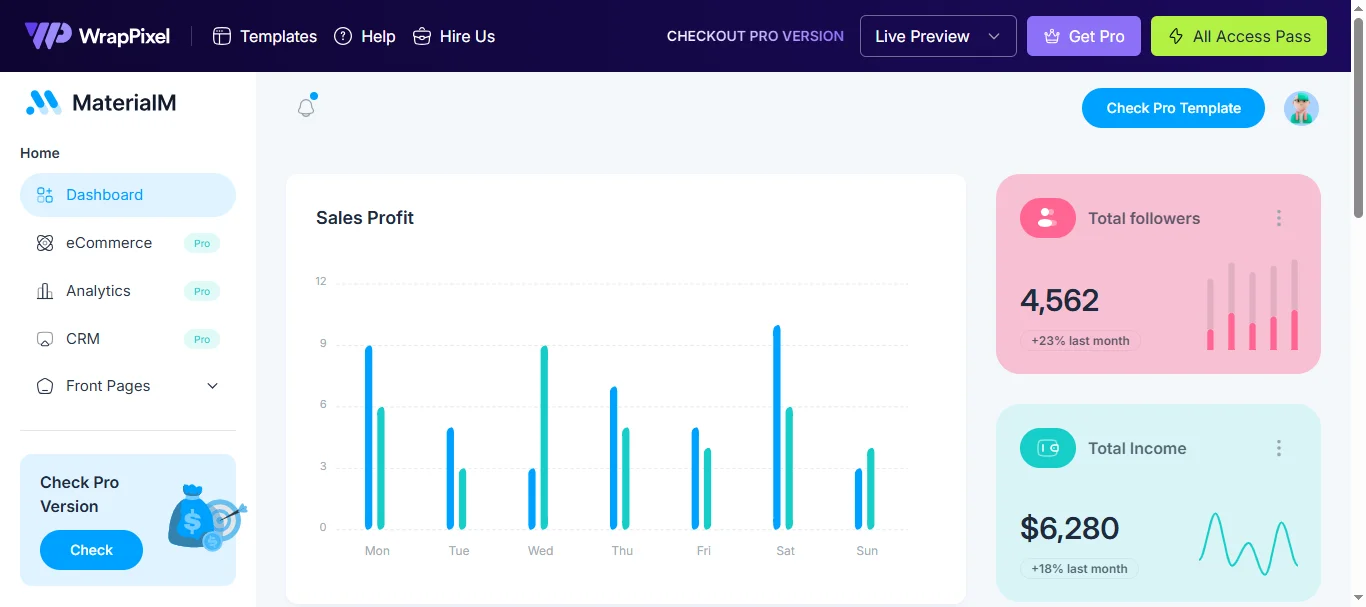 WrapPixel
Templates
Help
Hire Us
CHECKOUT PRO VERSION
Live Preview
Get Pro
All Access Pass
MaterialM
Check Pro Template
Home
Dashboard
eCommerce Pro
Analytics Pro
CRM Pro
Front Pages
Check Pro
Version
Check
Sales Profit
12
9
6
3
0
Mon Tue Wed Thu Fri Sat Sun
Total followers
4,562
+23% last month
Total Income
$6,280
+18% last month